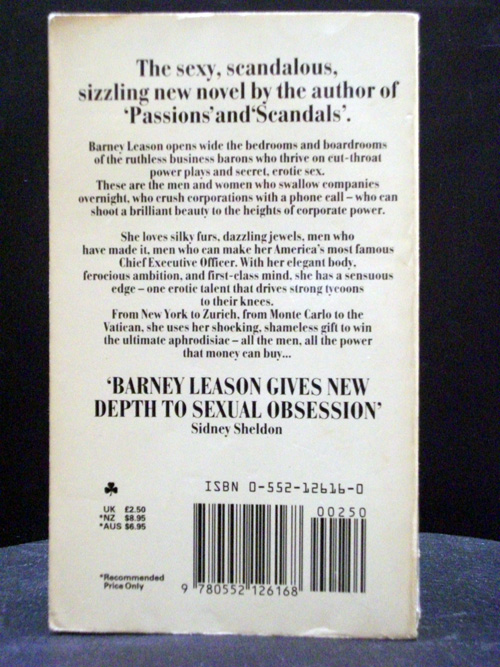 The sexy, scandalous,
sizzling new novel by the author of
'Passions' and 'Scandals'.
Barney Leason opens wide the bedrooms and boardrooms
of the ruthless business barons who thrive on cut-throat
power plays and secret, erotic sex.
These are the men and women who swallow companies
overnight, who crush corporations with a phone call – who can
shoot a brilliant beauty to the heights of corporate power.
She loves silky furs, dazzling jewels, men who
have made it, men who can make her America's most famous
Chief Executive Officer. With her elegant body,
ferocious ambition, and first-class mind, she has a sensuous
edge – one erotic talent that drives strong tycoons
to their knees.
From New York to Zurich, from Monte Carlo to the
Vatican, she uses her shocking, shameless gift to win
the ultimate aphrodisiac – all the men, all the power
that money can buy...
'BARNEY LEASON GIVES NEW
DEPTH TO SEXUAL OBSESSION'
Sidney Sheldon
ISBN 0-552-12616-0
UK £2.50
*NZ $8.95
*AUS $6.95
00250
*Recommended
Price Only
9 780552 126168